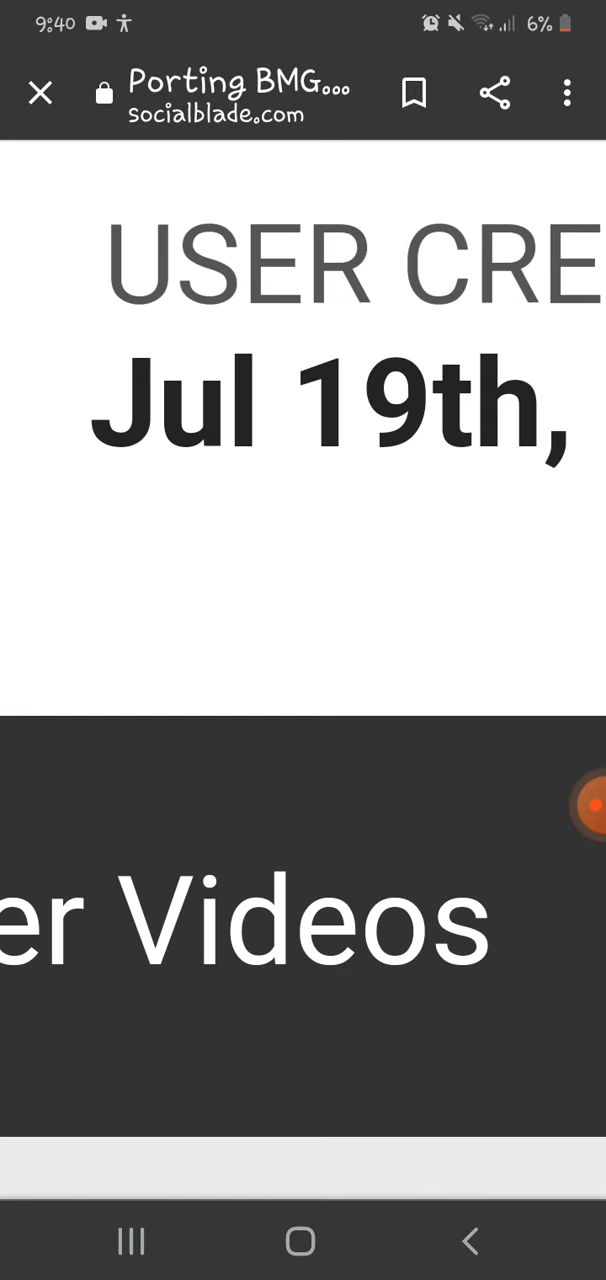 9:40 6%
Porting BMG...
socialblade.com
USER CRE
Jul 19th,
er Videos